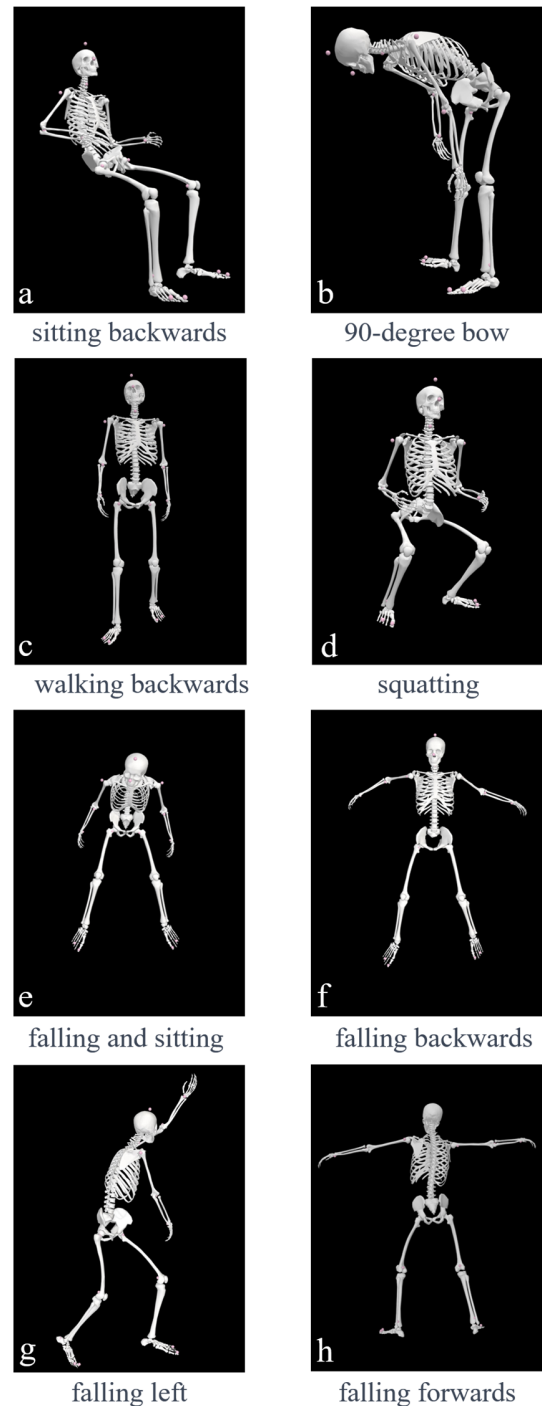 a
b
sitting backwards
90-degree bow
c
d
walking backwards
squatting
e
f
falling and sitting
falling backwards
g
h
falling left
falling forwards